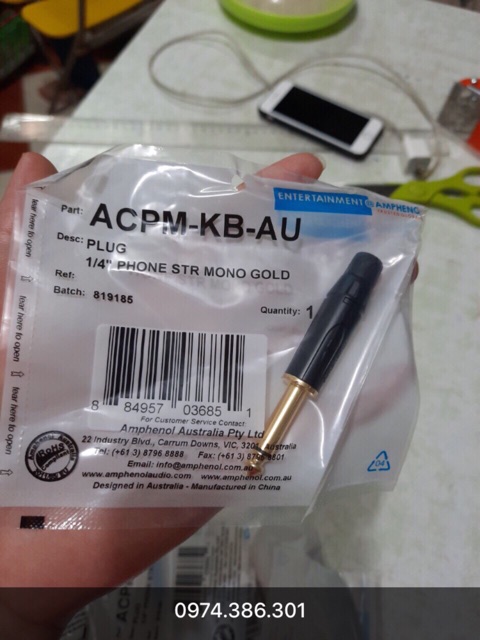 ENTERTAINMENT AMPHENOL
Part: ACPM-KB-AU
Desc: PLUG
1/4" PHONE STR MONO GOLD
Ref:
Batch: 819185
Quantity: 1
8 84957 03685 1
For Customer Service Contact:
Amphenol Australia Pty Ltd
22 Industry Blvd., Carrum Downs, VIC, 3201, Australia
Tel: (+61 3) 8796 8888 Fax: (+61 3) 8796 8801
Email: info@amphenol.com.au
www.amphenolaudio.com www.amphenol.com.au
Designed in Australia - Manufactured in China
RoHS
04
tear here to open
tear here to open
tear here to open
0974.386.301